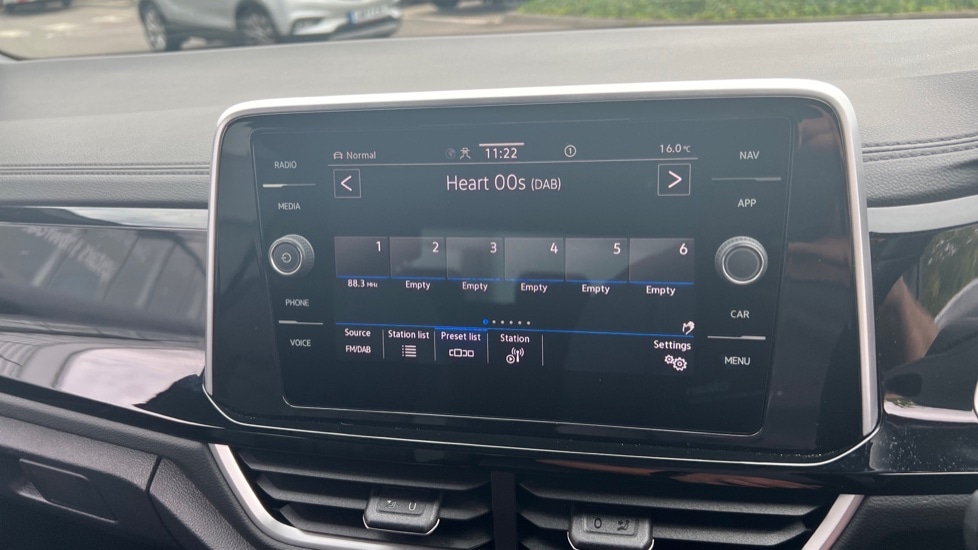 RADIO
MEDIA
PHONE
VOICE
Normal
11:22
16.0°C
Heart 00s (DAB)
1 2 3 4 5 6
88.3 MHz Empty Empty Empty Empty Empty
Source Station list Preset list Station Settings
FM/DAB
NAV
APP
CAR
MENU
0
0